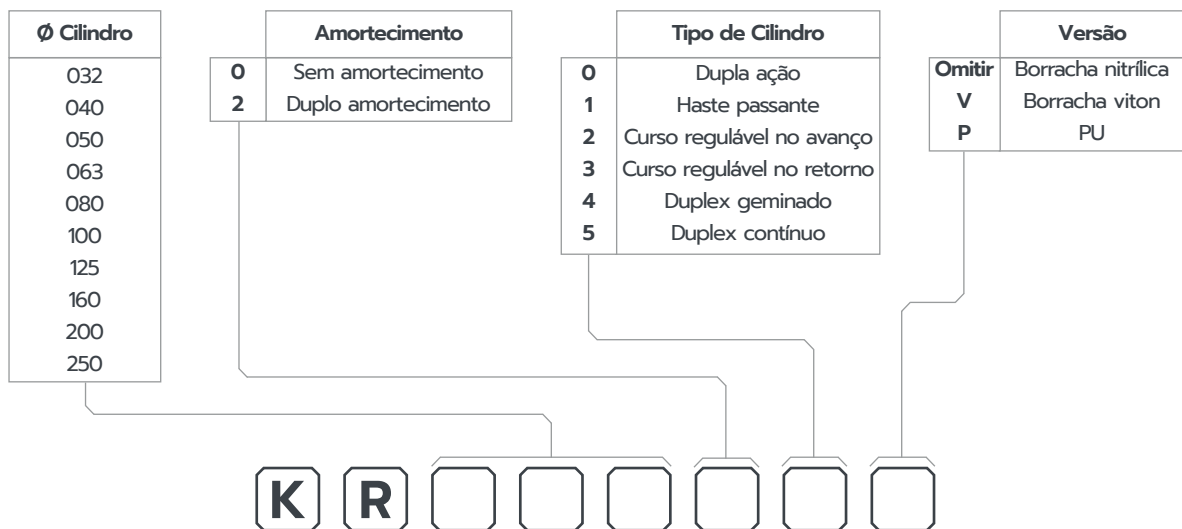 Ø Cilindro
032
040
050
063
080
100
125
160
200
250
Amortecimento
0 Sem amortecimento
2 Duplo amortecimento
Tipo de Cilindro
0 Dupla ação
1 Haste passante
2 Curso regulável no avanço
3 Curso regulável no retorno
4 Duplex geminado
5 Duplex contínuo
Versão
Omitir Borracha nitrílica
V Borracha viton
P PU
K R